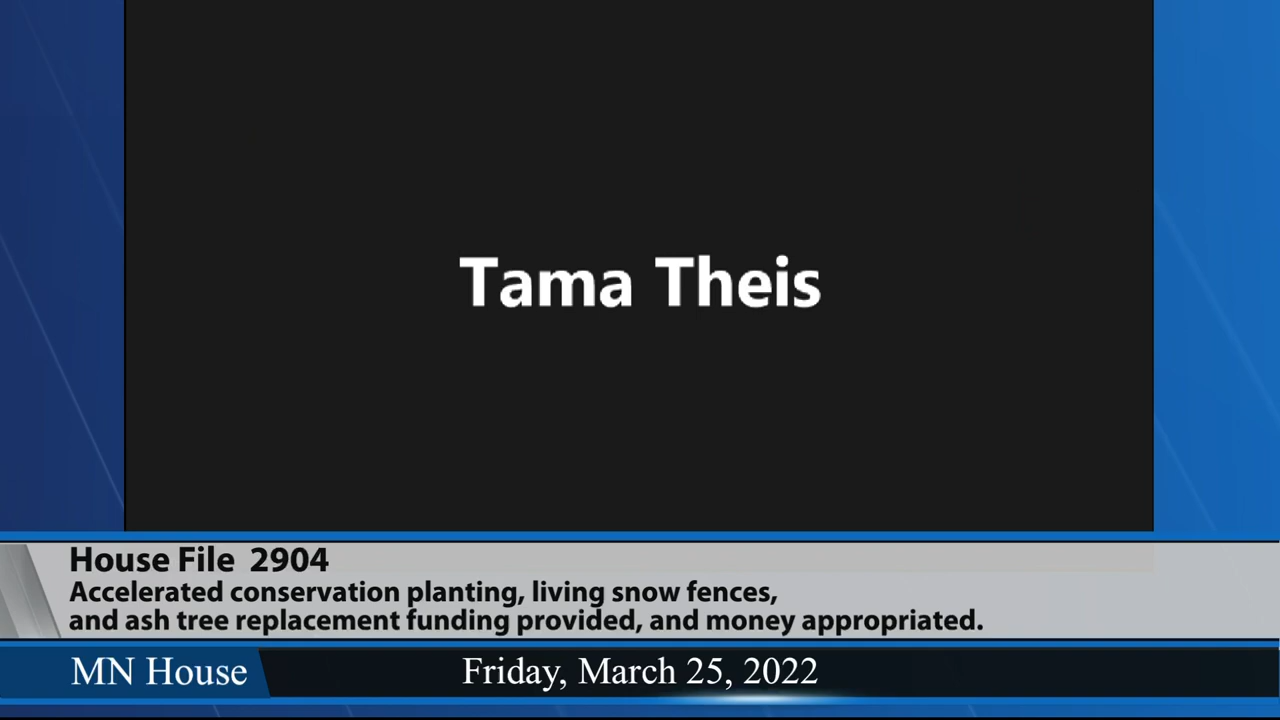 Tama Theis
House File 2904
Accelerated conservation planting, living snow fences,
and ash tree replacement funding provided, and money appropriated.
MN House
Friday, March 25, 2022